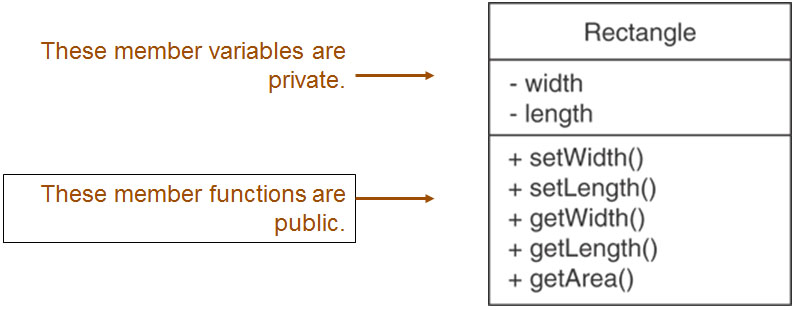 These member variables are
private.
These member functions are
public.
Rectangle
- width
- length
+ setWidth()
+ setLength()
+ getWidth()
+ getLength()
+ getArea()